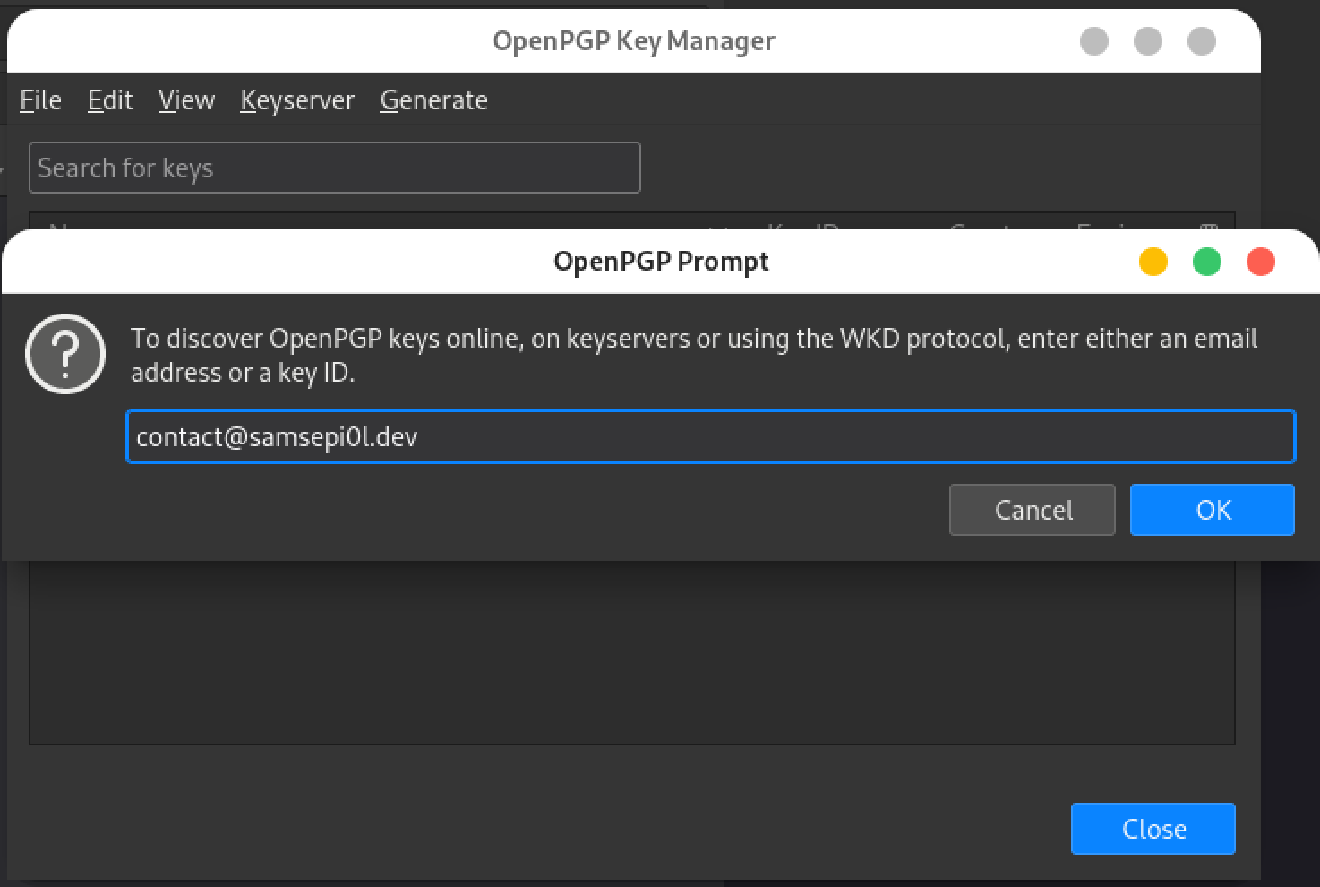 OpenPGP Key Manager
File Edit View Keyserver Generate
Search for keys
OpenPGP Prompt
To discover OpenPGP keys online, on keyservers or using the WKD protocol, enter either an email
address or a key ID.
contact@samsepi0l.dev
Cancel OK
Close